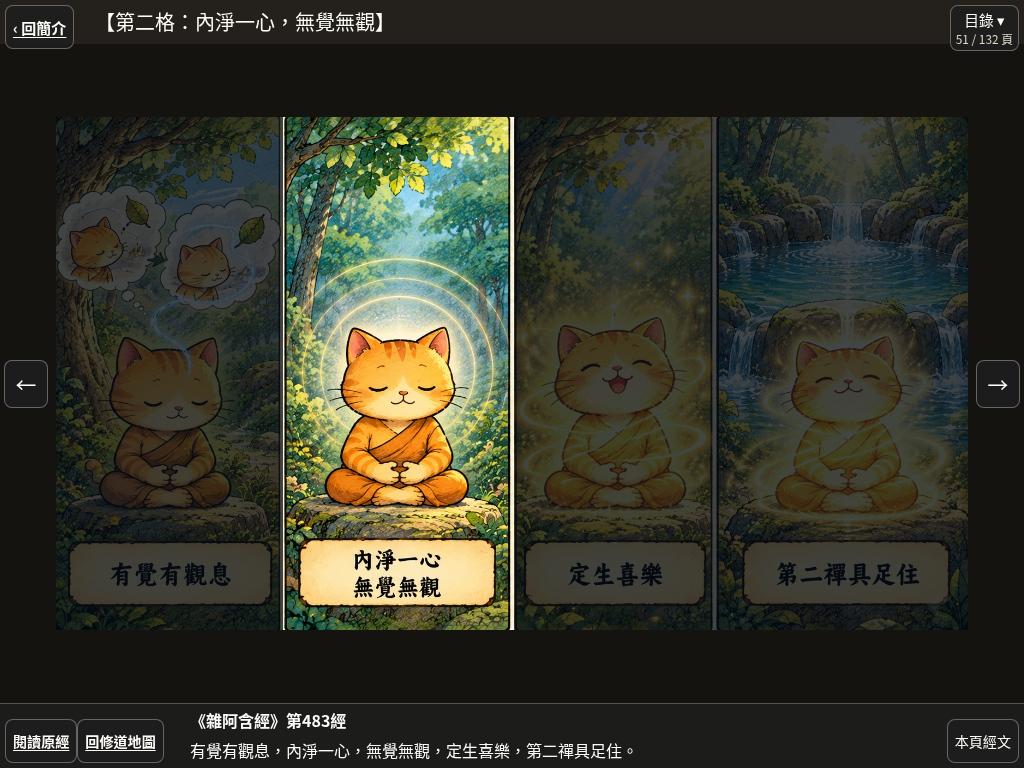 ‹ 回簡介
【第二格：內淨一心，無覺無觀】
目錄 ▾
51 / 132 頁
有覺有觀息
內淨一心
無覺無觀
定生喜樂
第二禪具足住
←
→
閱讀原經
回修道地圖
《雜阿含經》第483經
有覺有觀息，內淨一心，無覺無觀，定生喜樂，第二禪具足住。
本頁經文